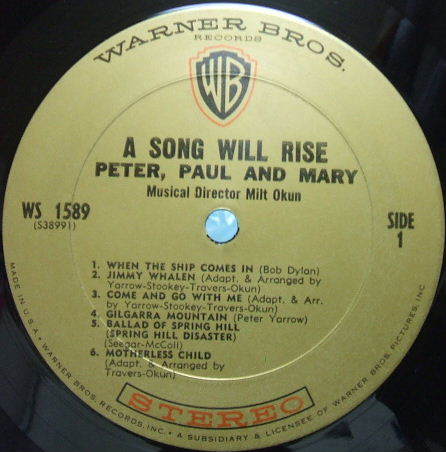 WARNER BROS.
RECORDS
WB
A SONG WILL RISE
PETER, PAUL AND MARY
Musical Director Milt Okun
WS 1589
(S38991)
SIDE
1
1. WHEN THE SHIP COMES IN (Bob Dylan)
2. JIMMY WHALEN (Adapt. & Arranged by
Yarrow-Stookey-Travers-Okun)
3. COME AND GO WITH ME (Adapt. & Arr.
by Yarrow-Stookey-Travers-Okun)
4. GILGARRA MOUNTAIN (Peter Yarrow)
5. BALLAD OF SPRING HILL
(SPRING HILL DISASTER)
(Seegar-McColl)
6. MOTHERLESS CHILD
(Adapt. & Arranged by
Travers-Okun)
STEREO
MADE IN U.S.A. • WARNER BROS. RECORDS, INC. • A SUBSIDIARY & LICENSEE OF WARNER BROS. PICTURES, INC.